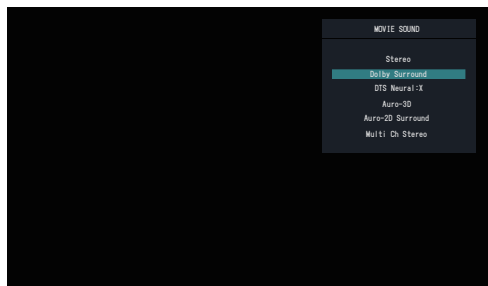 MOVIE SOUND
Stereo
Dolby Surround
DTS Neural:X
Auro-3D
Auro-2D Surround
Multi Ch Stereo